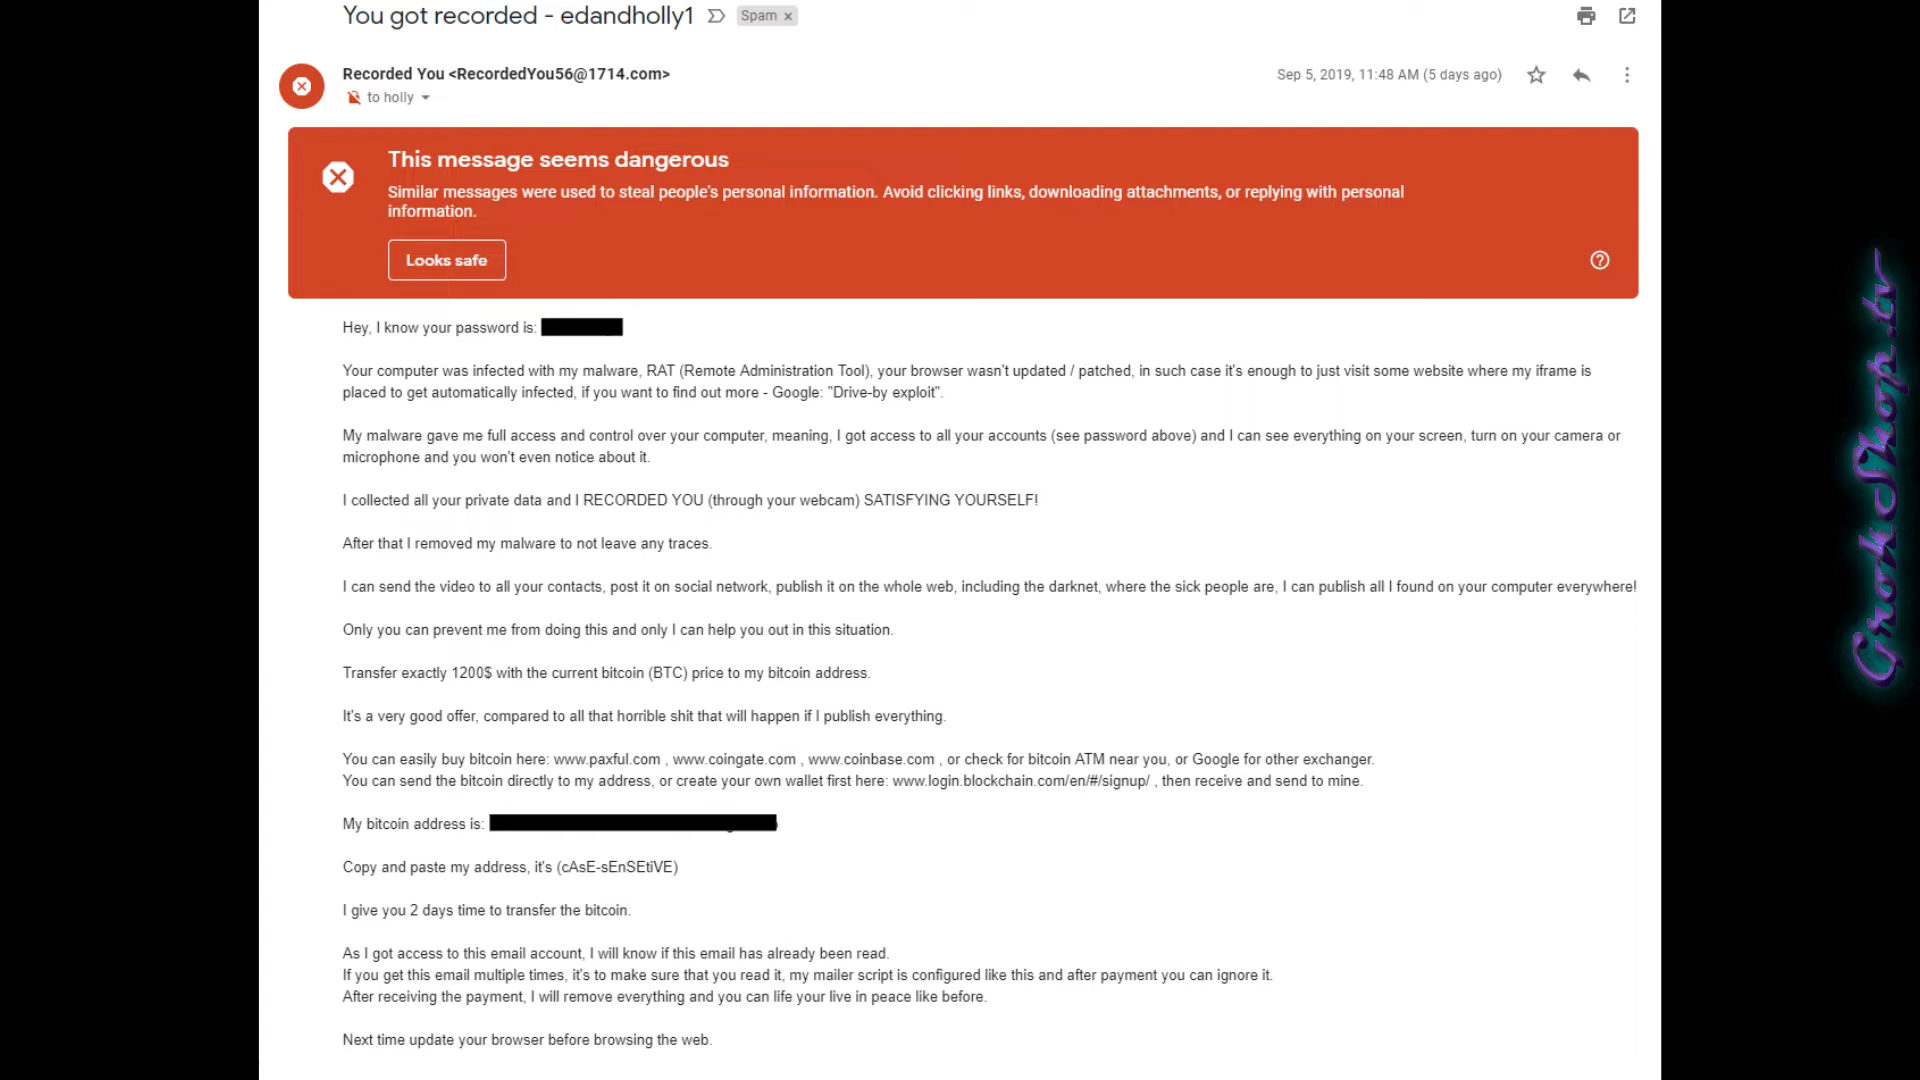 You got recorded - edandholly1
Spam x
Recorded You <RecordedYou56@1714.com>
Sep 5, 2019, 11:48 AM (5 days ago)
to holly
This message seems dangerous
Similar messages were used to steal people's personal information. Avoid clicking links, downloading attachments, or replying with personal
information.
Looks safe
Hey, I know your password is:
Your computer was infected with my malware, RAT (Remote Administration Tool), your browser wasn't updated / patched, in such case it's enough to just visit some website where my iframe is
placed to get automatically infected, if you want to find out more - Google: "Drive-by exploit".
My malware gave me full access and control over your computer, meaning, I got access to all your accounts (see password above) and I can see everything on your screen, turn on your camera or
microphone and you won't even notice about it.
I collected all your private data and I RECORDED YOU (through your webcam) SATISFYING YOURSELF!
After that I removed my malware to not leave any traces.
I can send the video to all your contacts, post it on social network, publish it on the whole web, including the darknet, where the sick people are, I can publish all I found on your computer everywhere!
Only you can prevent me from doing this and only I can help you out in this situation.
Transfer exactly 1200$ with the current bitcoin (BTC) price to my bitcoin address.
It's a very good offer, compared to all that horrible shit that will happen if I publish everything.
You can easily buy bitcoin here: www.paxful.com , www.coingate.com , www.coinbase.com , or check for bitcoin ATM near you, or Google for other exchanger.
You can send the bitcoin directly to my address, or create your own wallet first here: www.login.blockchain.com/en/#/signup/ , then receive and send to mine.
My bitcoin address is:
Copy and paste my address, it's (cAsE-sEnSEtiVE)
I give you 2 days time to transfer the bitcoin.
As I got access to this email account, I will know if this email has already been read.
If you get this email multiple times, it's to make sure that you read it, my mailer script is configured like this and after payment you can ignore it.
After receiving the payment, I will remove everything and you can life your live in peace like before.
Next time update your browser before browsing the web.
GrokShop.tv